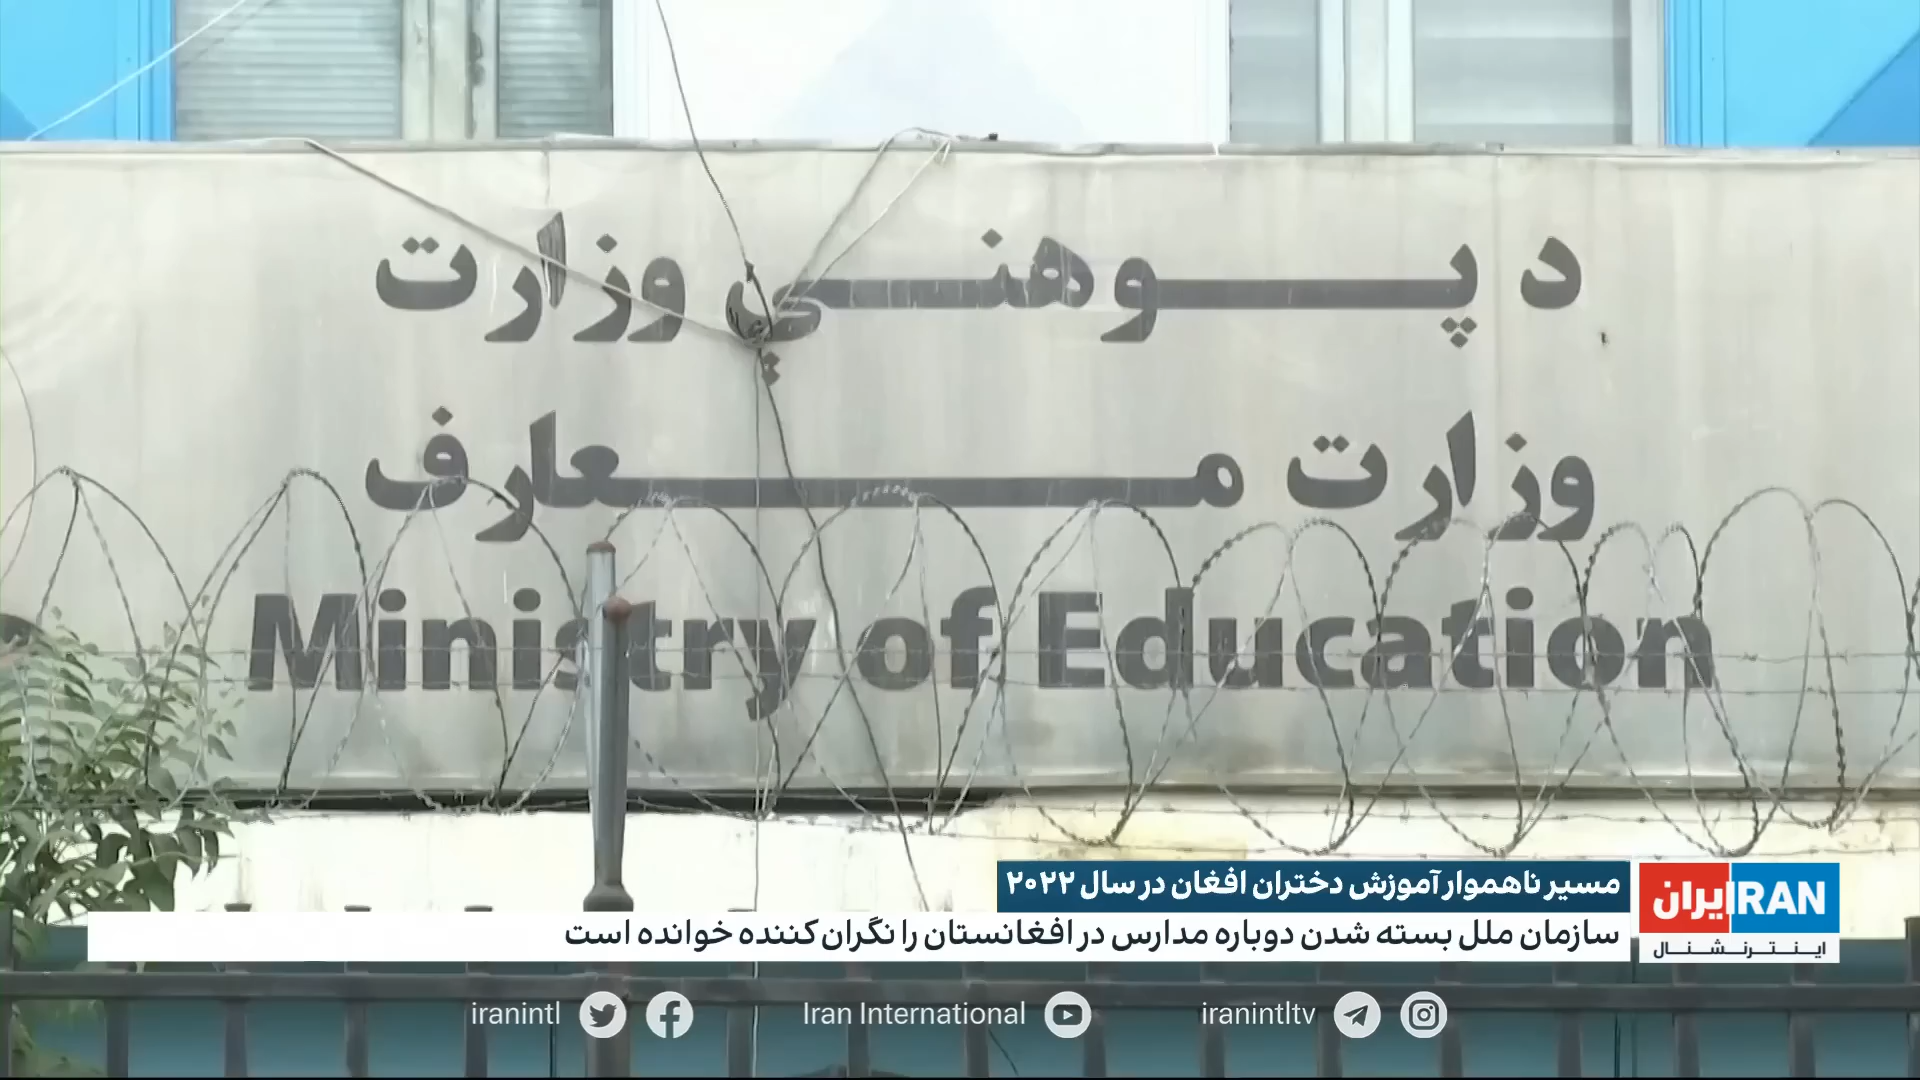 د پوهنې وزارت
وزارت معارف
Ministry of Education
مسیر ناهموار آموزش دختران افغان در سال ۲۰۲۲
سازمان ملل بسته شدن دوباره مدارس در افغانستان را نگران‌کننده خوانده است
ایران IRAN
اینترنشنال
iranintl
Iran International
iranintltv